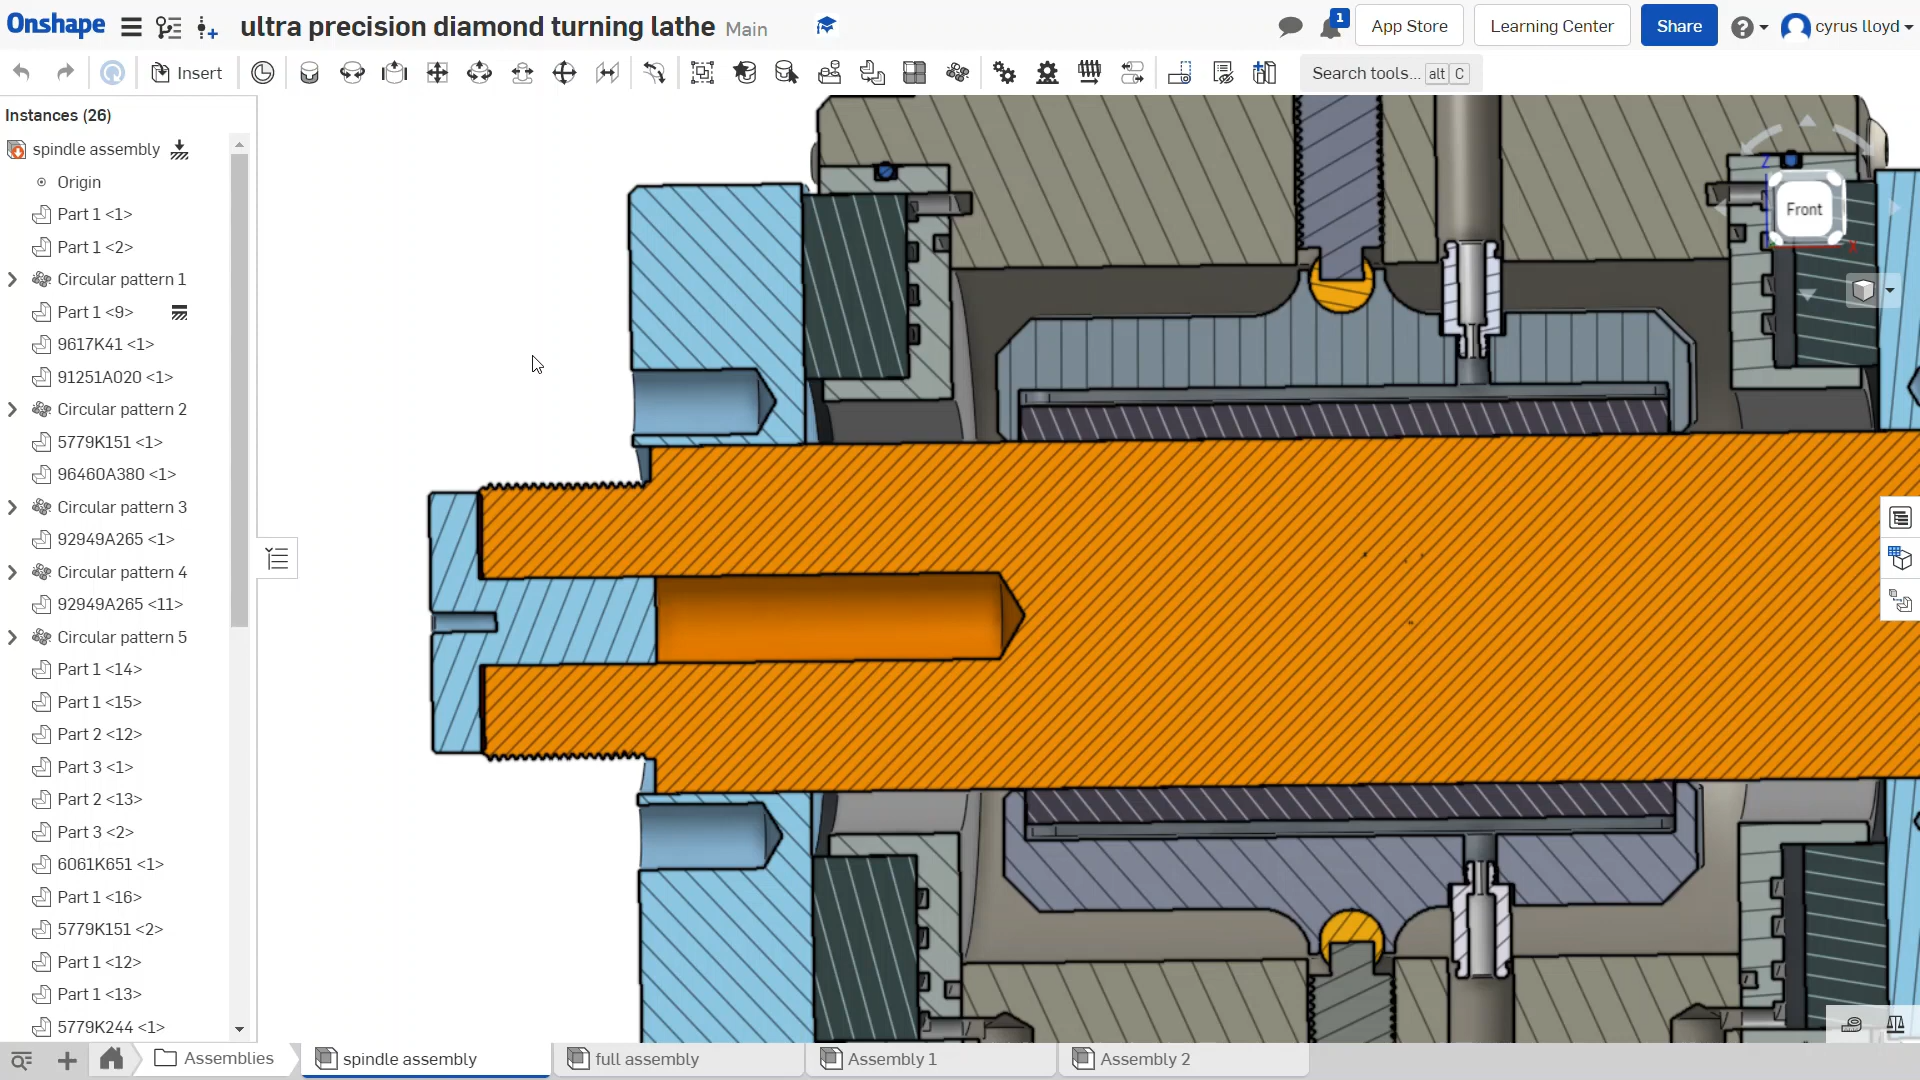 Onshape
ultra precision diamond turning lathe Main
1
App Store
Learning Center
Share
cyrus lloyd
Insert
Search tools... alt C
Instances (26)
spindle assembly
Origin
Part 1 <1>
Part 1 <2>
Circular pattern 1
Part 1 <9>
9617K41 <1>
91251A020 <1>
Circular pattern 2
5779K151 <1>
96460A380 <1>
Circular pattern 3
92949A265 <1>
Circular pattern 4
92949A265 <11>
Circular pattern 5
Part 1 <14>
Part 1 <15>
Part 2 <12>
Part 3 <1>
Part 2 <13>
Part 3 <2>
6061K651 <1>
Part 1 <16>
5779K151 <2>
Part 1 <12>
Part 1 <13>
5779K244 <1>
Z
Front
X
Assemblies
spindle assembly
full assembly
Assembly 1
Assembly 2